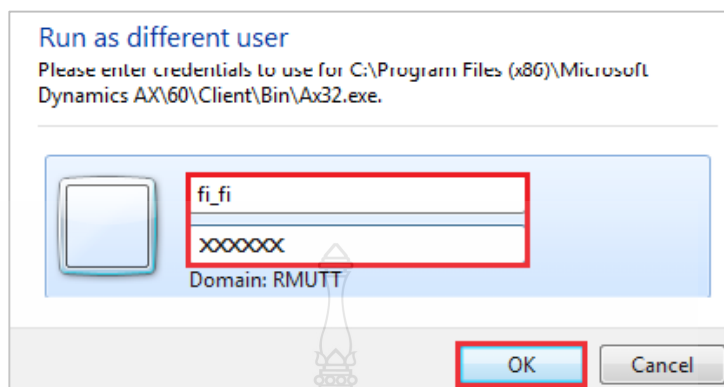 Run as different user
Please enter credentials to use for C:\Program Files (x86)\Microsoft
Dynamics AX\60\Client\Bin\Ax32.exe.
fi_fi
xxxxxx
Domain: RMUTT
OK
Cancel